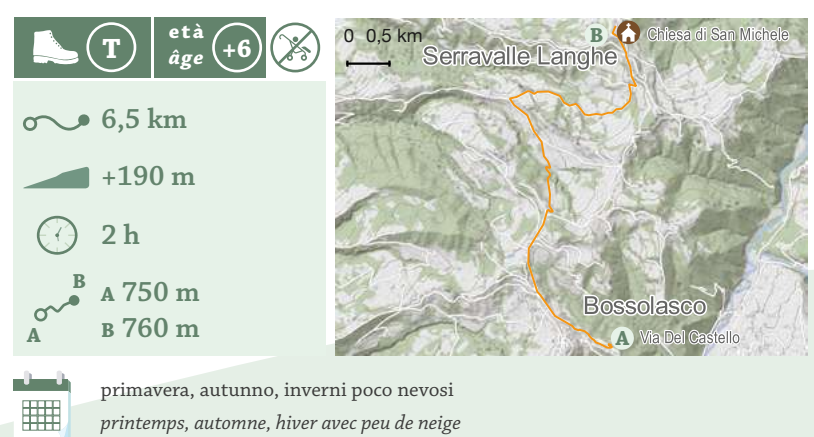 T
età
âge
+6
6,5 km
+190 m
2 h
A
B
A 750 m
B 760 m
0 0,5 km
B
Chiesa di San Michele
Serravalle Langhe
Bossolasco
A
Via Del Castello
primavera, autunno, inverni poco nevosi
printemps, automne, hiver avec peu de neige